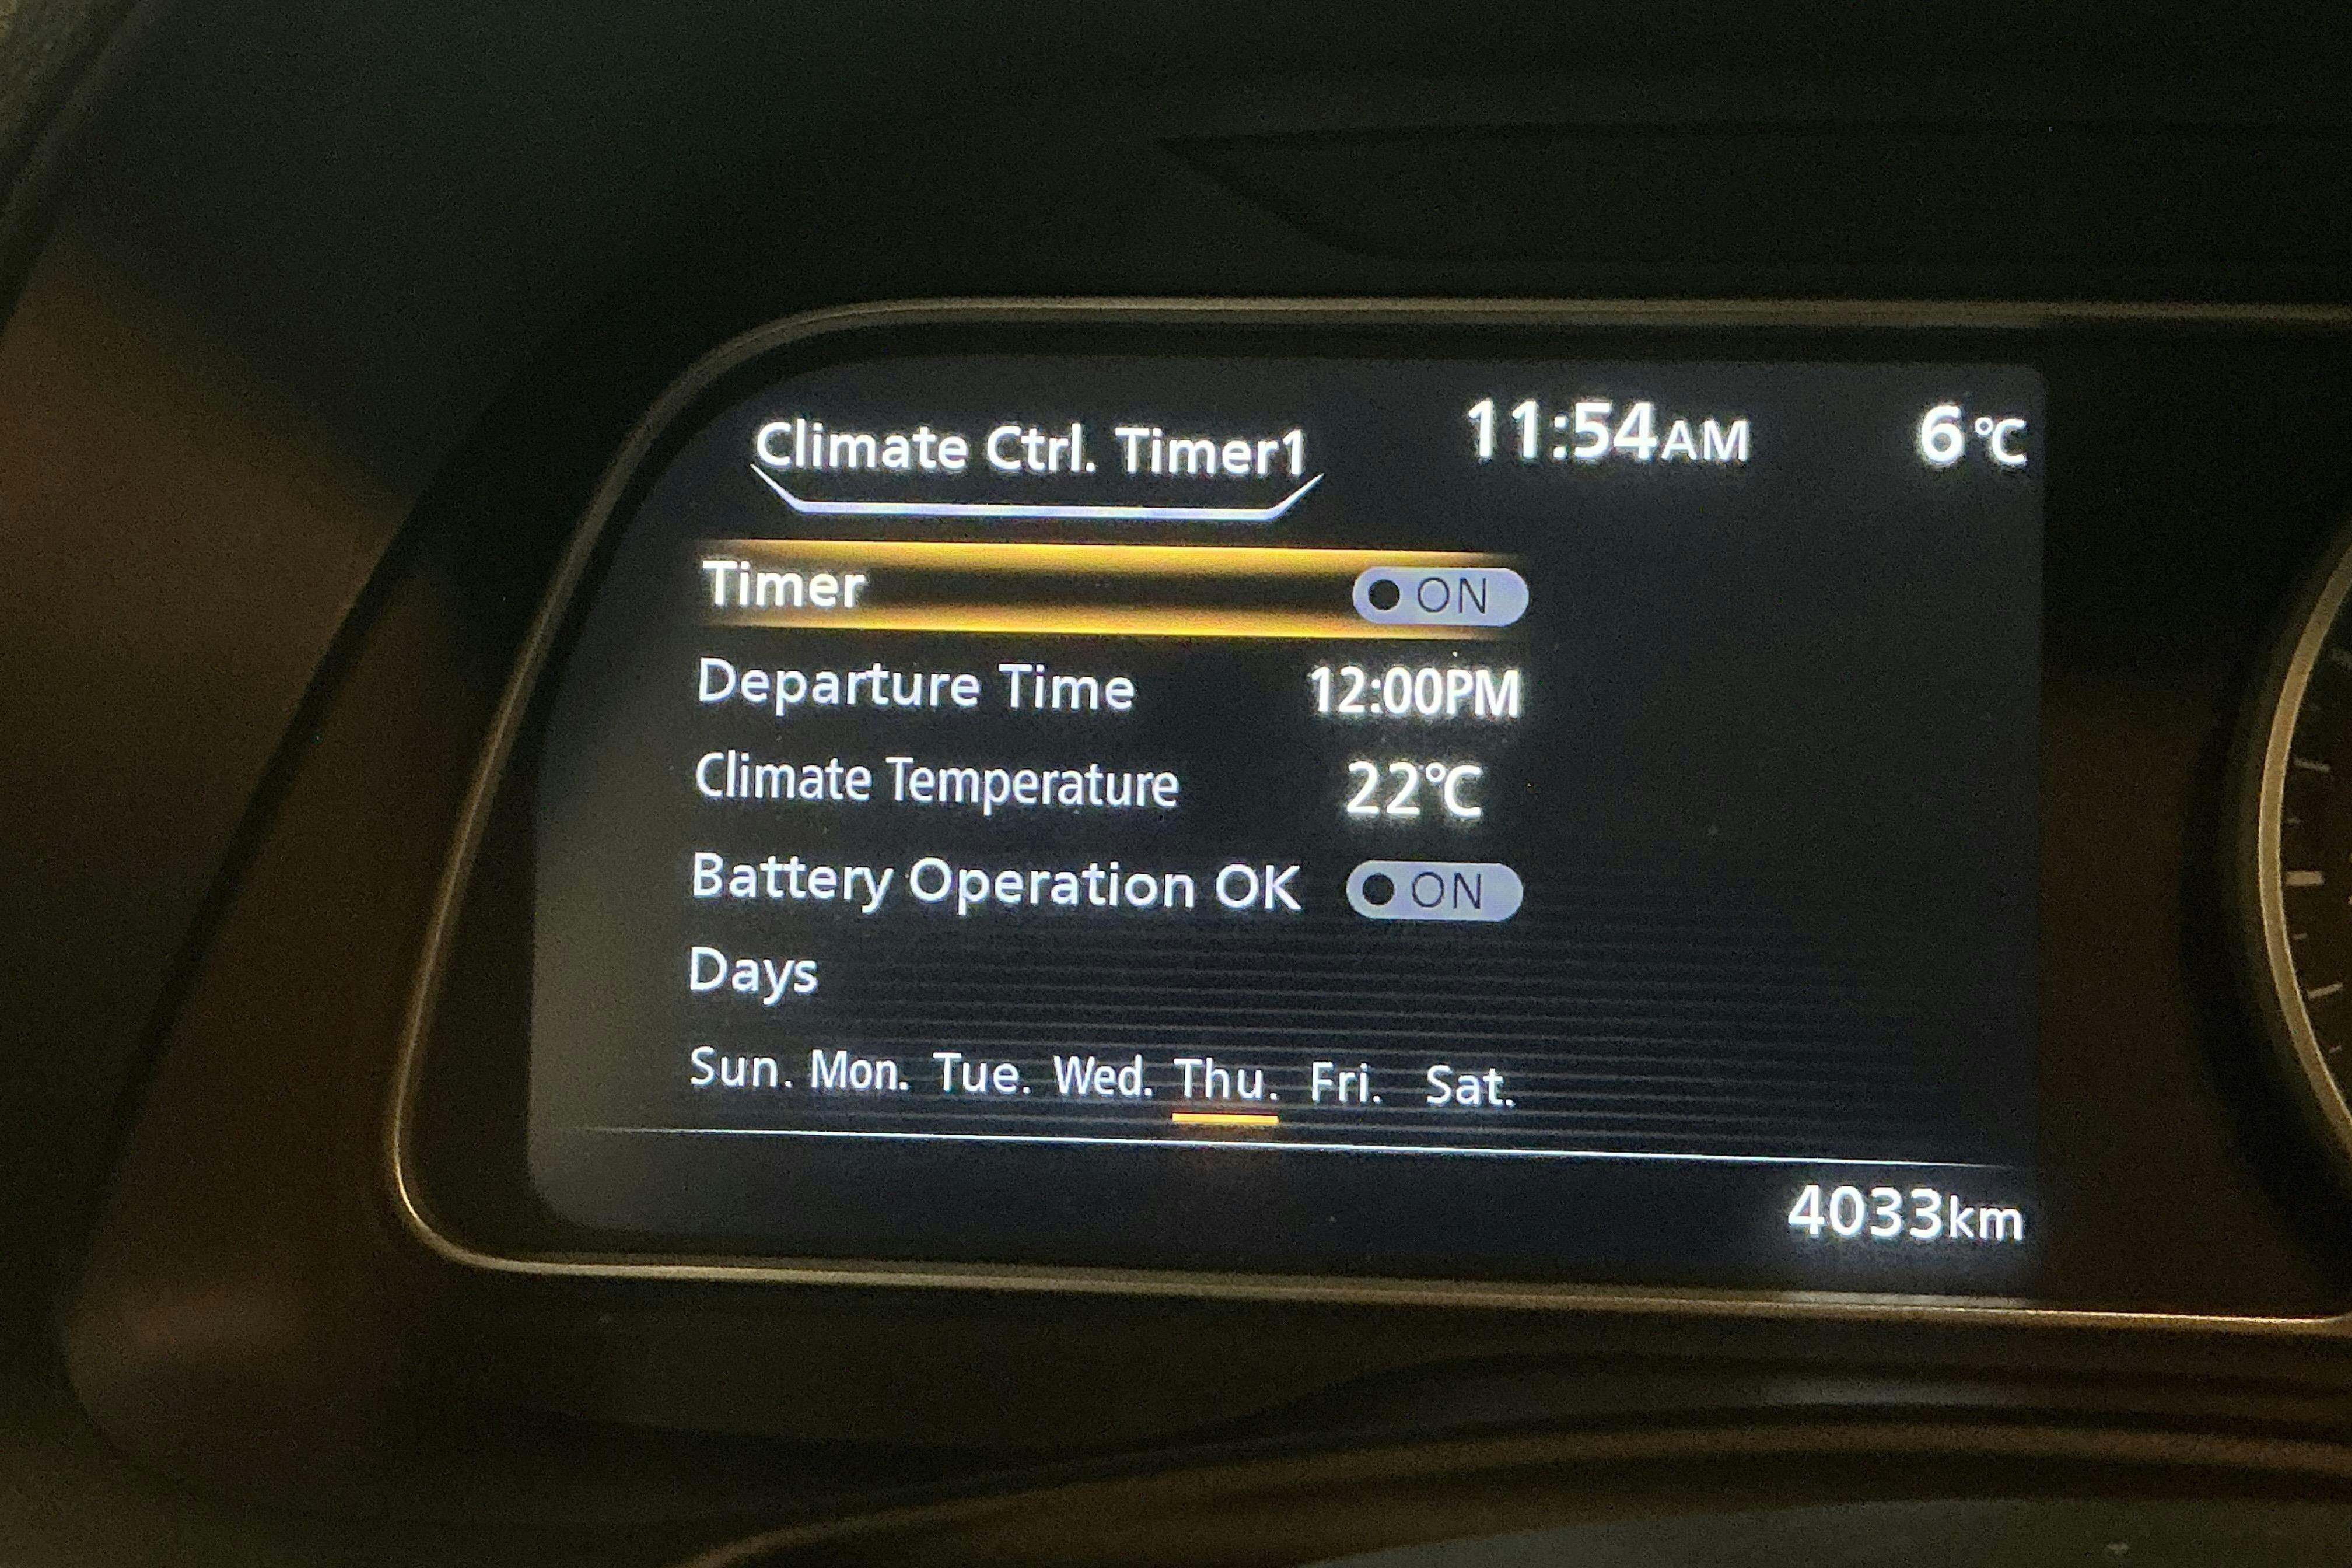 Climate Ctrl. Timer1 11:54AM 6℃
Timer ON
Departure Time 12:00PM
Climate Temperature 22℃
Battery Operation OK ON
Days
Sun. Mon. Tue. Wed. Thu. Fri. Sat.
4033km